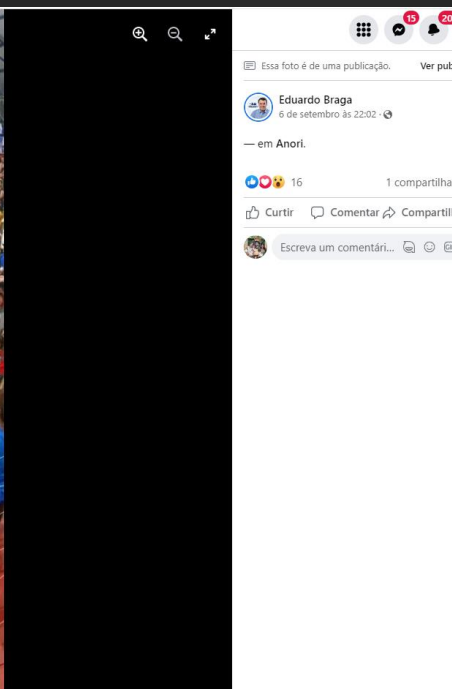 15
20
Essa foto é de uma publicação. Ver pub
Eduardo Braga
6 de setembro às 22:02 ·
— em Anori.
16 1 compartilha
Curtir Comentar Compartill
Escreva um comentári...